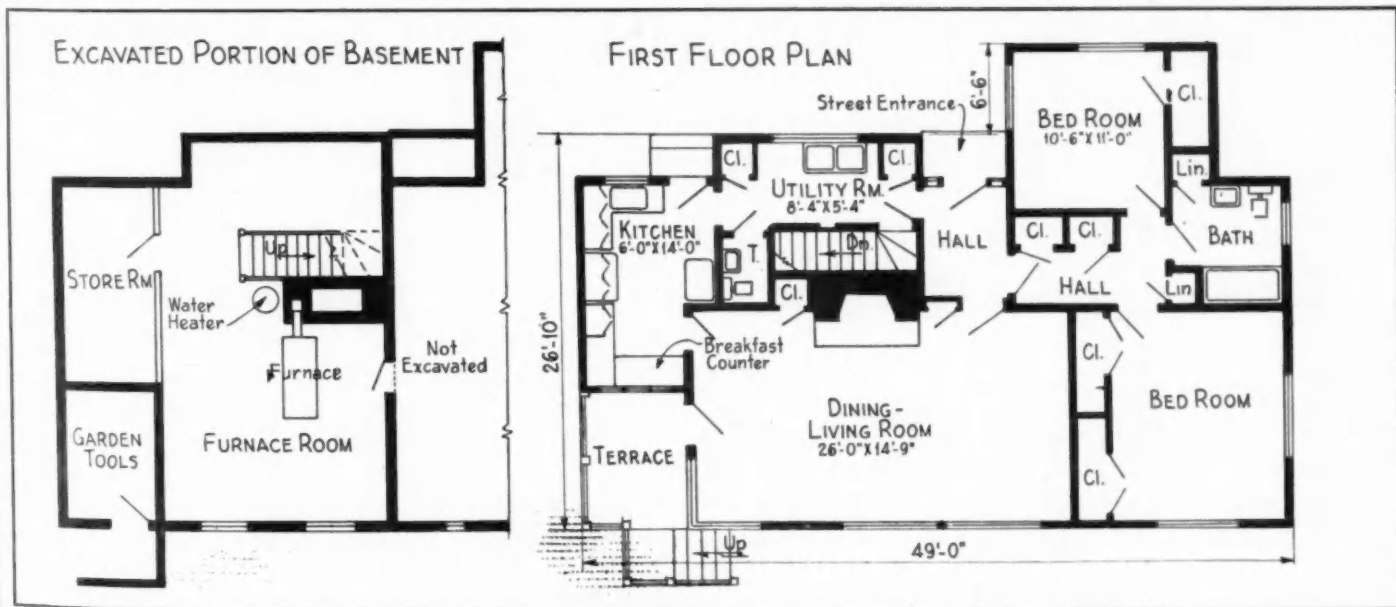 EXCAVATED PORTION OF BASEMENT
Up
STORE RM.
Water
Heater
Furnace
Not
Excavated
FURNACE ROOM
GARDEN
TOOLS
FIRST FLOOR PLAN
Street Entrance
6'-6"
BED ROOM
10'-6"X11'-0"
Cl.
Cl.
Cl.
Lin.
UTILITY RM.
8'-4"X5'-4"
KITCHEN
6'-0"X14'-0"
T.
Dn.
HALL
Cl.
Cl.
BATH
Cl.
HALL
Lin
26'-10"
Breakfast
Counter
Cl.
BED ROOM
DINING-
LIVING ROOM
26'-0"X14'-9"
TERRACE
Cl.
Up
49'-0"